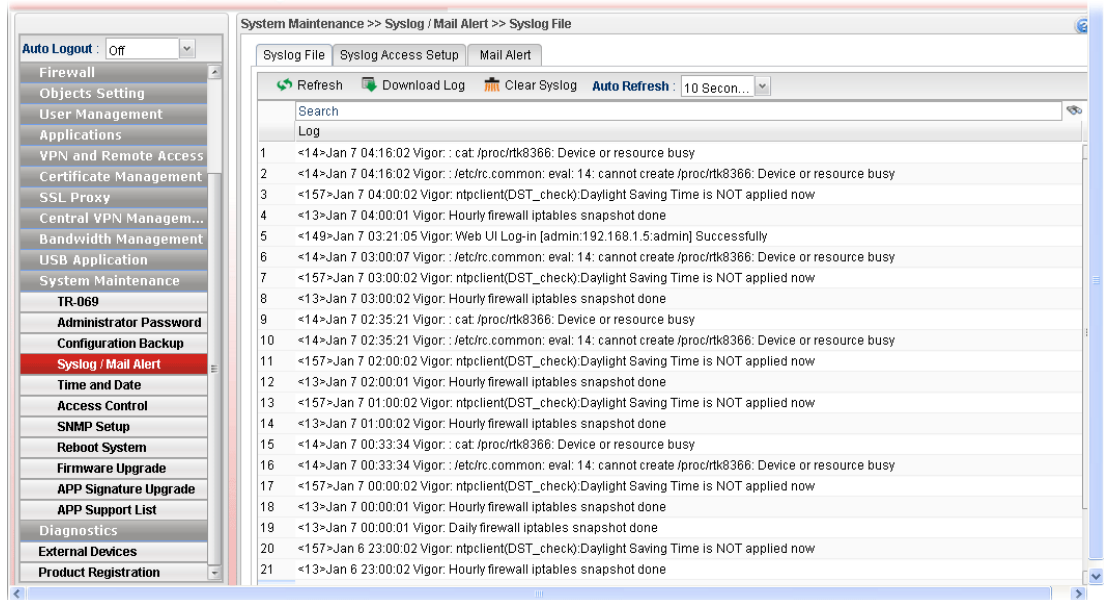 System Maintenance >> Syslog / Mail Alert >> Syslog File
Auto Logout : Off
Firewall
Objects Setting
User Management
Applications
VPN and Remote Access
Certificate Management
SSL Proxy
Central VPN Managem...
Bandwidth Management
USB Application
System Maintenance
TR-069
Administrator Password
Configuration Backup
Syslog / Mail Alert
Time and Date
Access Control
SNMP Setup
Reboot System
Firmware Upgrade
APP Signature Upgrade
APP Support List
Diagnostics
External Devices
Product Registration
Syslog File Syslog Access Setup Mail Alert
Refresh Download Log Clear Syslog Auto Refresh : 10 Secon...
Search
Log
1 <14>Jan 7 04:16:02 Vigor: : cat: /proc/rtk8366: Device or resource busy
2 <14>Jan 7 04:16:02 Vigor: : /etc/rc.common: eval: 14: cannot create /proc/rtk8366: Device or resource busy
3 <157>Jan 7 04:00:02 Vigor: ntpclient(DST_check):Daylight Saving Time is NOT applied now
4 <13>Jan 7 04:00:01 Vigor: Hourly firewall iptables snapshot done
5 <149>Jan 7 03:21:05 Vigor: Web UI Log-in [admin:192.168.1.5:admin] Successfully
6 <14>Jan 7 03:00:07 Vigor: : /etc/rc.common: eval: 14: cannot create /proc/rtk8366: Device or resource busy
7 <157>Jan 7 03:00:02 Vigor: ntpclient(DST_check):Daylight Saving Time is NOT applied now
8 <13>Jan 7 03:00:02 Vigor: Hourly firewall iptables snapshot done
9 <14>Jan 7 02:35:21 Vigor: : cat: /proc/rtk8366: Device or resource busy
10 <14>Jan 7 02:35:21 Vigor: : /etc/rc.common: eval: 14: cannot create /proc/rtk8366: Device or resource busy
11 <157>Jan 7 02:00:02 Vigor: ntpclient(DST_check):Daylight Saving Time is NOT applied now
12 <13>Jan 7 02:00:01 Vigor: Hourly firewall iptables snapshot done
13 <157>Jan 7 01:00:02 Vigor: ntpclient(DST_check):Daylight Saving Time is NOT applied now
14 <13>Jan 7 01:00:02 Vigor: Hourly firewall iptables snapshot done
15 <14>Jan 7 00:33:34 Vigor: : cat: /proc/rtk8366: Device or resource busy
16 <14>Jan 7 00:33:34 Vigor: : /etc/rc.common: eval: 14: cannot create /proc/rtk8366: Device or resource busy
17 <157>Jan 7 00:00:02 Vigor: ntpclient(DST_check):Daylight Saving Time is NOT applied now
18 <13>Jan 7 00:00:01 Vigor: Hourly firewall iptables snapshot done
19 <13>Jan 7 00:00:01 Vigor: Daily firewall iptables snapshot done
20 <157>Jan 6 23:00:02 Vigor: ntpclient(DST_check):Daylight Saving Time is NOT applied now
21 <13>Jan 6 23:00:02 Vigor: Hourly firewall iptables snapshot done